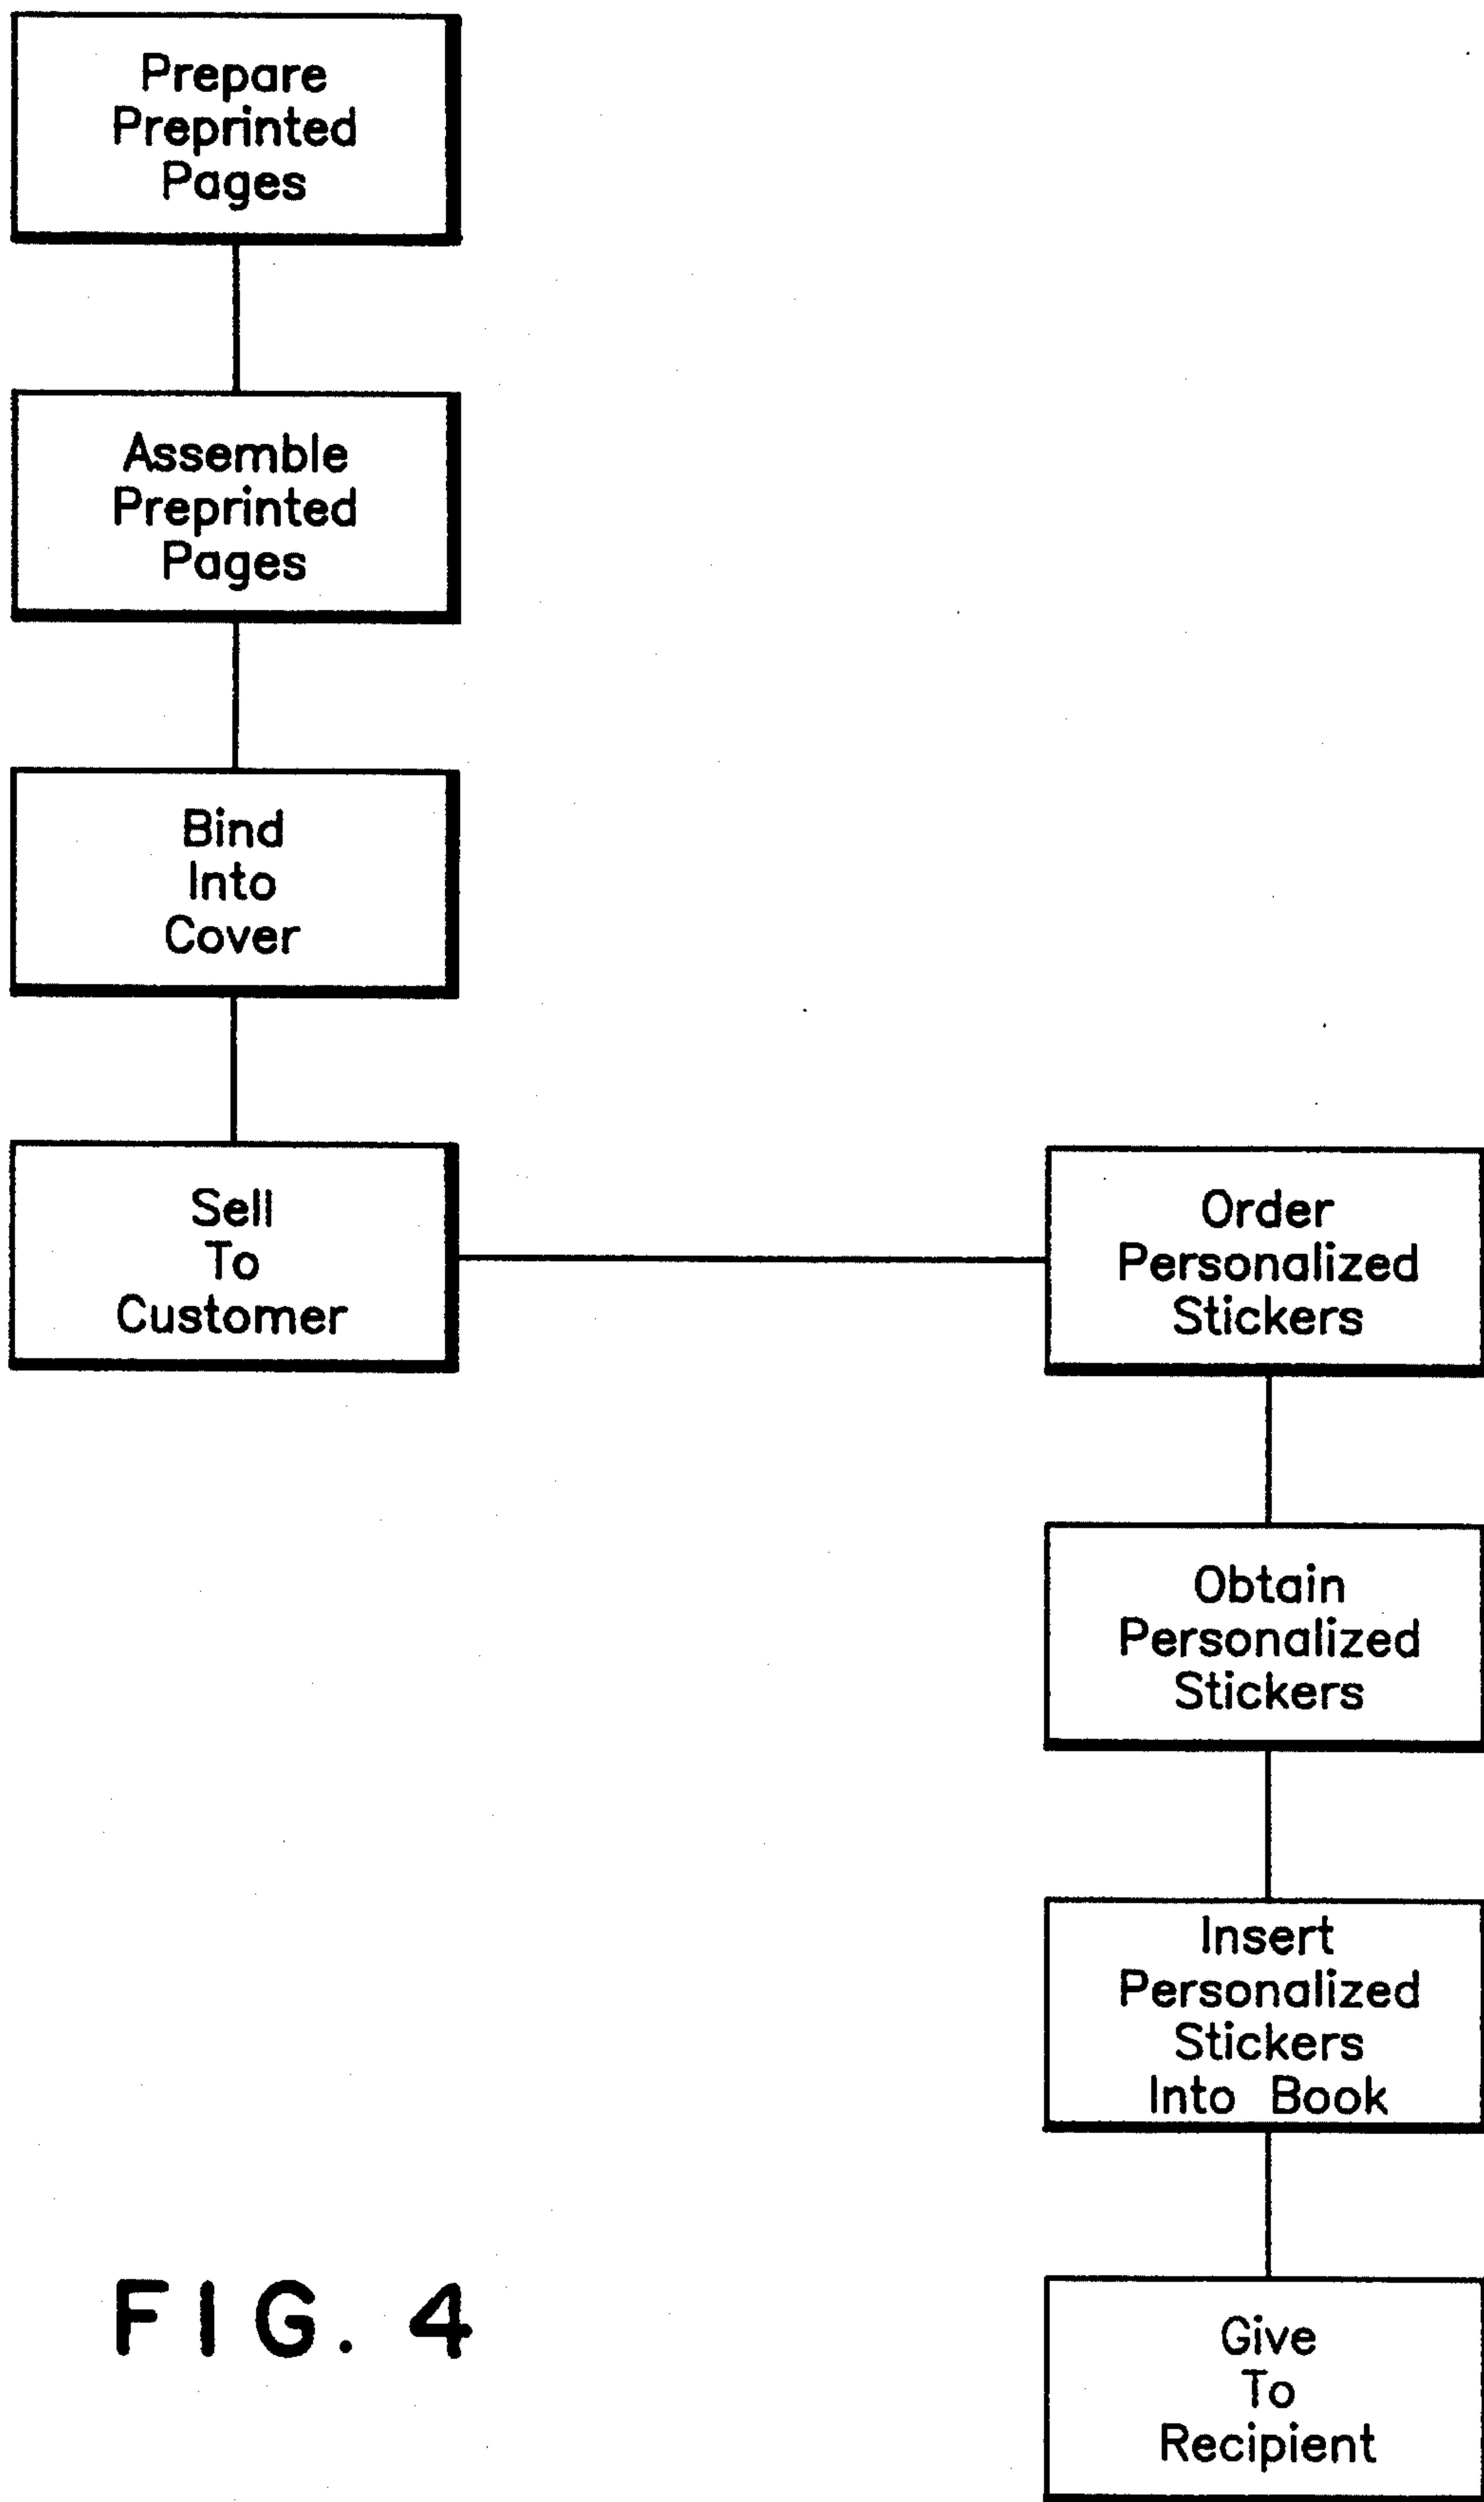 Prepare
Preprinted
Pages
Assemble
Preprinted
Pages
Bind
Into
Cover
Sell
To
Customer
Order
Personalized
Stickers
Obtain
Personalized
Stickers
Insert
Personalized
Stickers
Into Book
Give
To
Recipient
FIG. 4